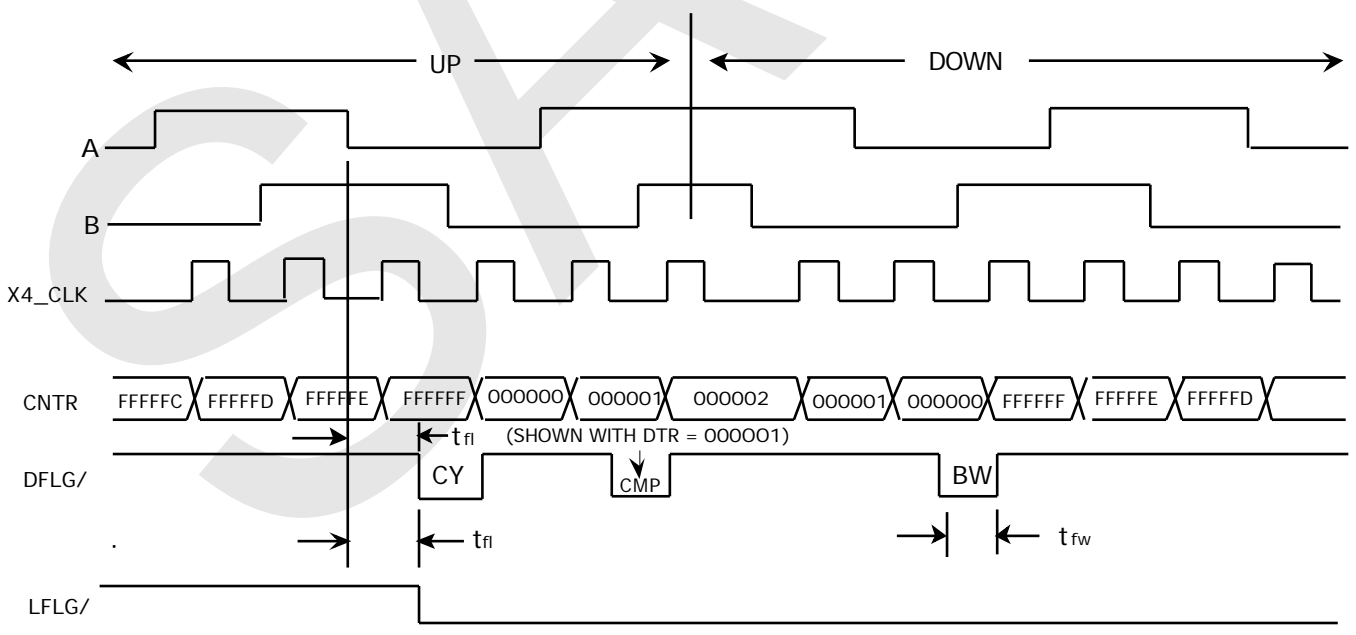 UP DOWN
A
B
X4_CLK
CNTR FFFFFC FFFFFD FFFFFE FFFFFF 000000 000001 000002 000001 000000 FFFFFF FFFFFE FFFFFD
tfl (SHOWN WITH DTR = 000001)
DFLG/ CY CMP BW
. tfl tfw
LFLG/